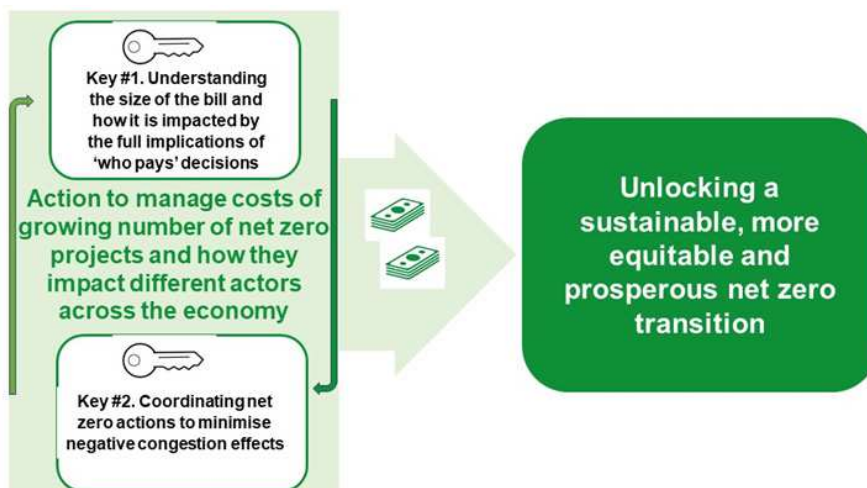 Key #1. Understanding
the size of the bill and
how it is impacted by
the full implications of
‘who pays’ decisions
Action to manage costs of
growing number of net zero
projects and how they
impact different actors
across the economy
Key #2. Coordinating net
zero actions to minimise
negative congestion effects
Unlocking a
sustainable, more
equitable and
prosperous net zero
transition